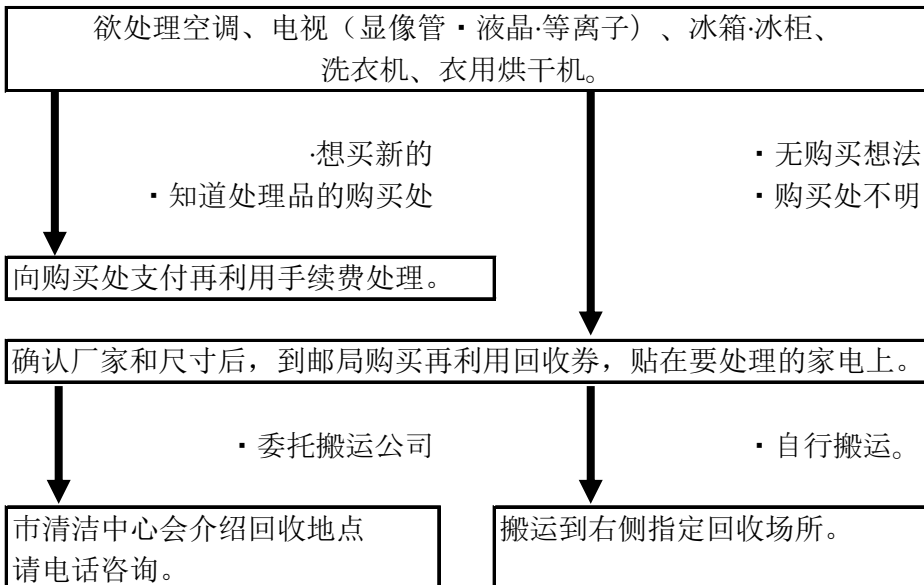 欲处理空调、电视（显像管・液晶·等离子）、冰箱·冰柜、
洗衣机、衣用烘干机。
·想买新的
・知道处理品的购买处
・无购买想法
・购买处不明
向购买处支付再利用手续费处理。
确认厂家和尺寸后，到邮局购买再利用回收券，贴在要处理的家电上。
・委托搬运公司
・自行搬运。
市清洁中心会介绍回收地点
请电话咨询。
搬运到右侧指定回收场所。